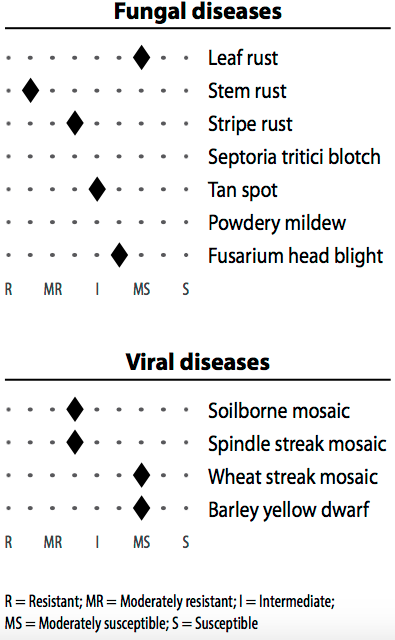 Fungal diseases
Leaf rust
Stem rust
Stripe rust
Septoria tritici blotch
Tan spot
Powdery mildew
Fusarium head blight
R MR I MS S
Viral diseases
Soilborne mosaic
Spindle streak mosaic
Wheat streak mosaic
Barley yellow dwarf
R MR I MS S
R = Resistant; MR = Moderately resistant; I = Intermediate;
MS = Moderately susceptible; S = Susceptible